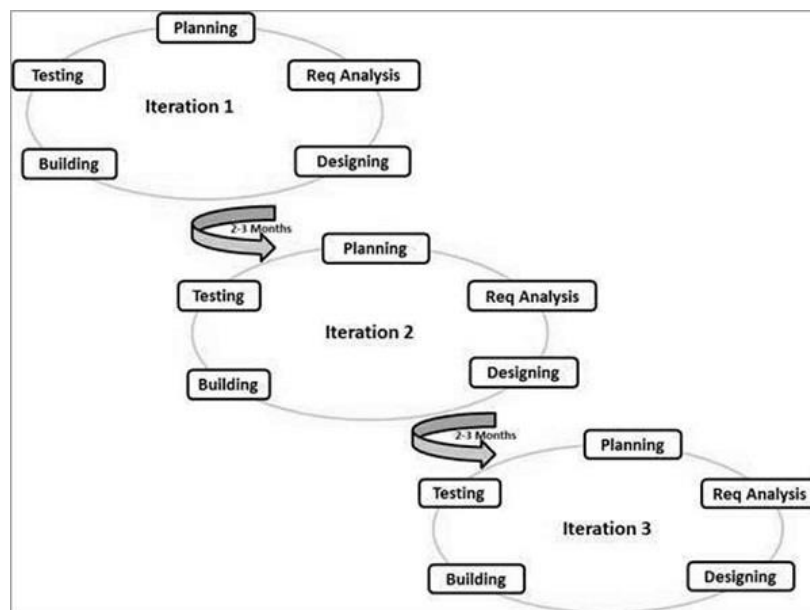 Planning
Testing
Req Analysis
Iteration 1
Building
Designing
2-3 Months
Planning
Testing
Req Analysis
Iteration 2
Building
Designing
2-3 Months
Planning
Testing
Req Analysis
Iteration 3
Building
Designing